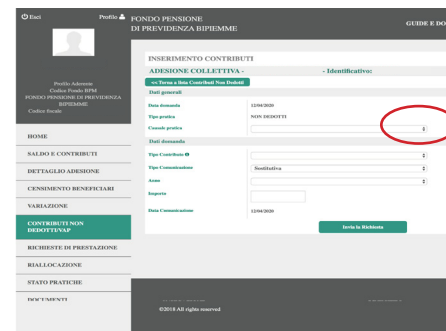 Esci
Profilo
FONDO PENSIONE
DI PREVIDENZA BIPIEMME
GUIDE E DO
Profilo Aderente
Codice Fondo BPM
FONDO PENSIONE DI PREVIDENZA
BIPIEMME
Codice fiscale
HOME
SALDO E CONTRIBUTI
DETTAGLIO ADESIONE
CENSIMENTO BENEFICIARI
VARIAZIONE
CONTRIBUTI NON
DEDOTTI/VAP
RICHIESTE DI PRESTAZIONE
RIALLOCAZIONE
STATO PRATICHE
DOCUMENTI
INSERIMENTO CONTRIBUTI
ADESIONE COLLETTIVA -
- Identificativo:
<< Torna a lista Contributi Non Dedotti
Dati generali
Data domanda
12/04/2020
Tipo pratica
NON DEDOTTI
Causale pratica
Dati domanda
Tipo Contributo
Tipo Comunicazione
Sostitutiva
Anno
Importo
Data Comunicazione
12/04/2020
Invia la Richiesta
©2018 All rights reserved